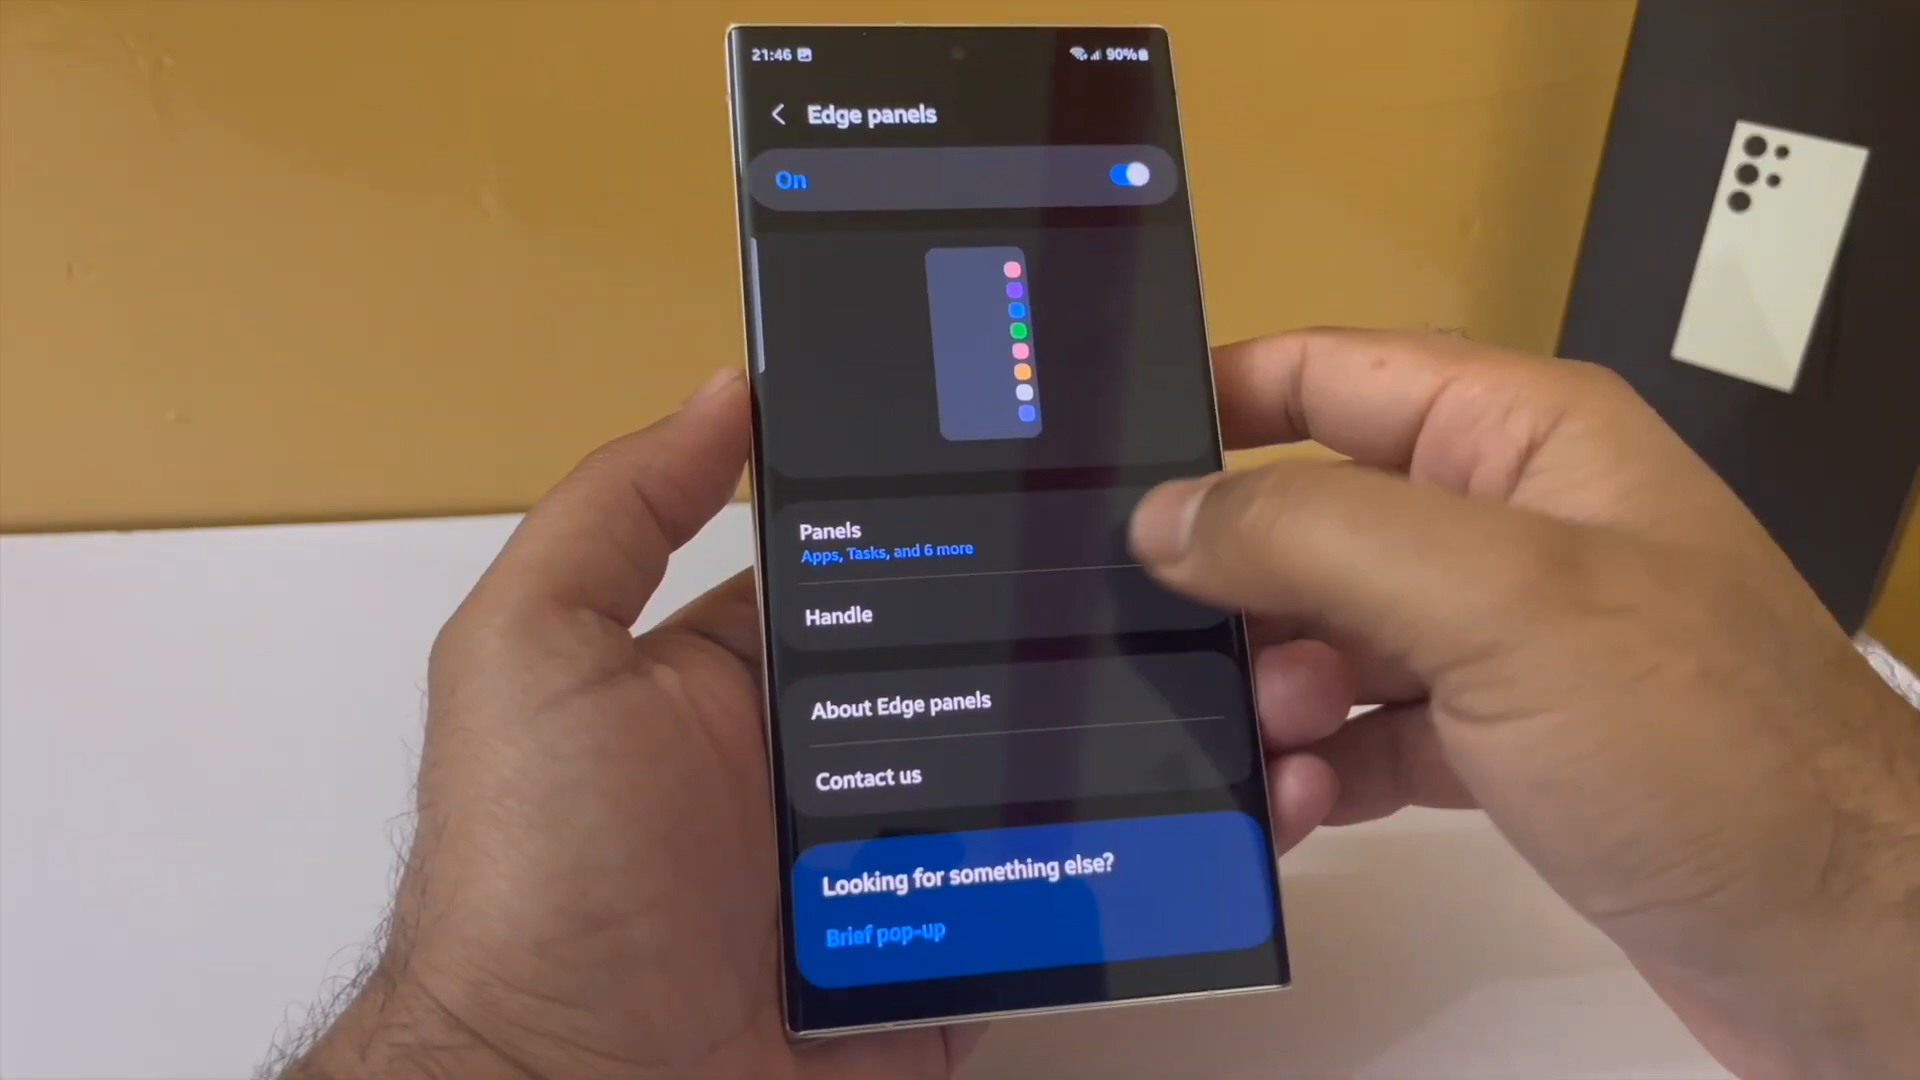 21:46
90%
Edge panels
On
Panels
Apps, Tasks, and 6 more
Handle
About Edge panels
Contact us
Looking for something else?
Brief pop-up